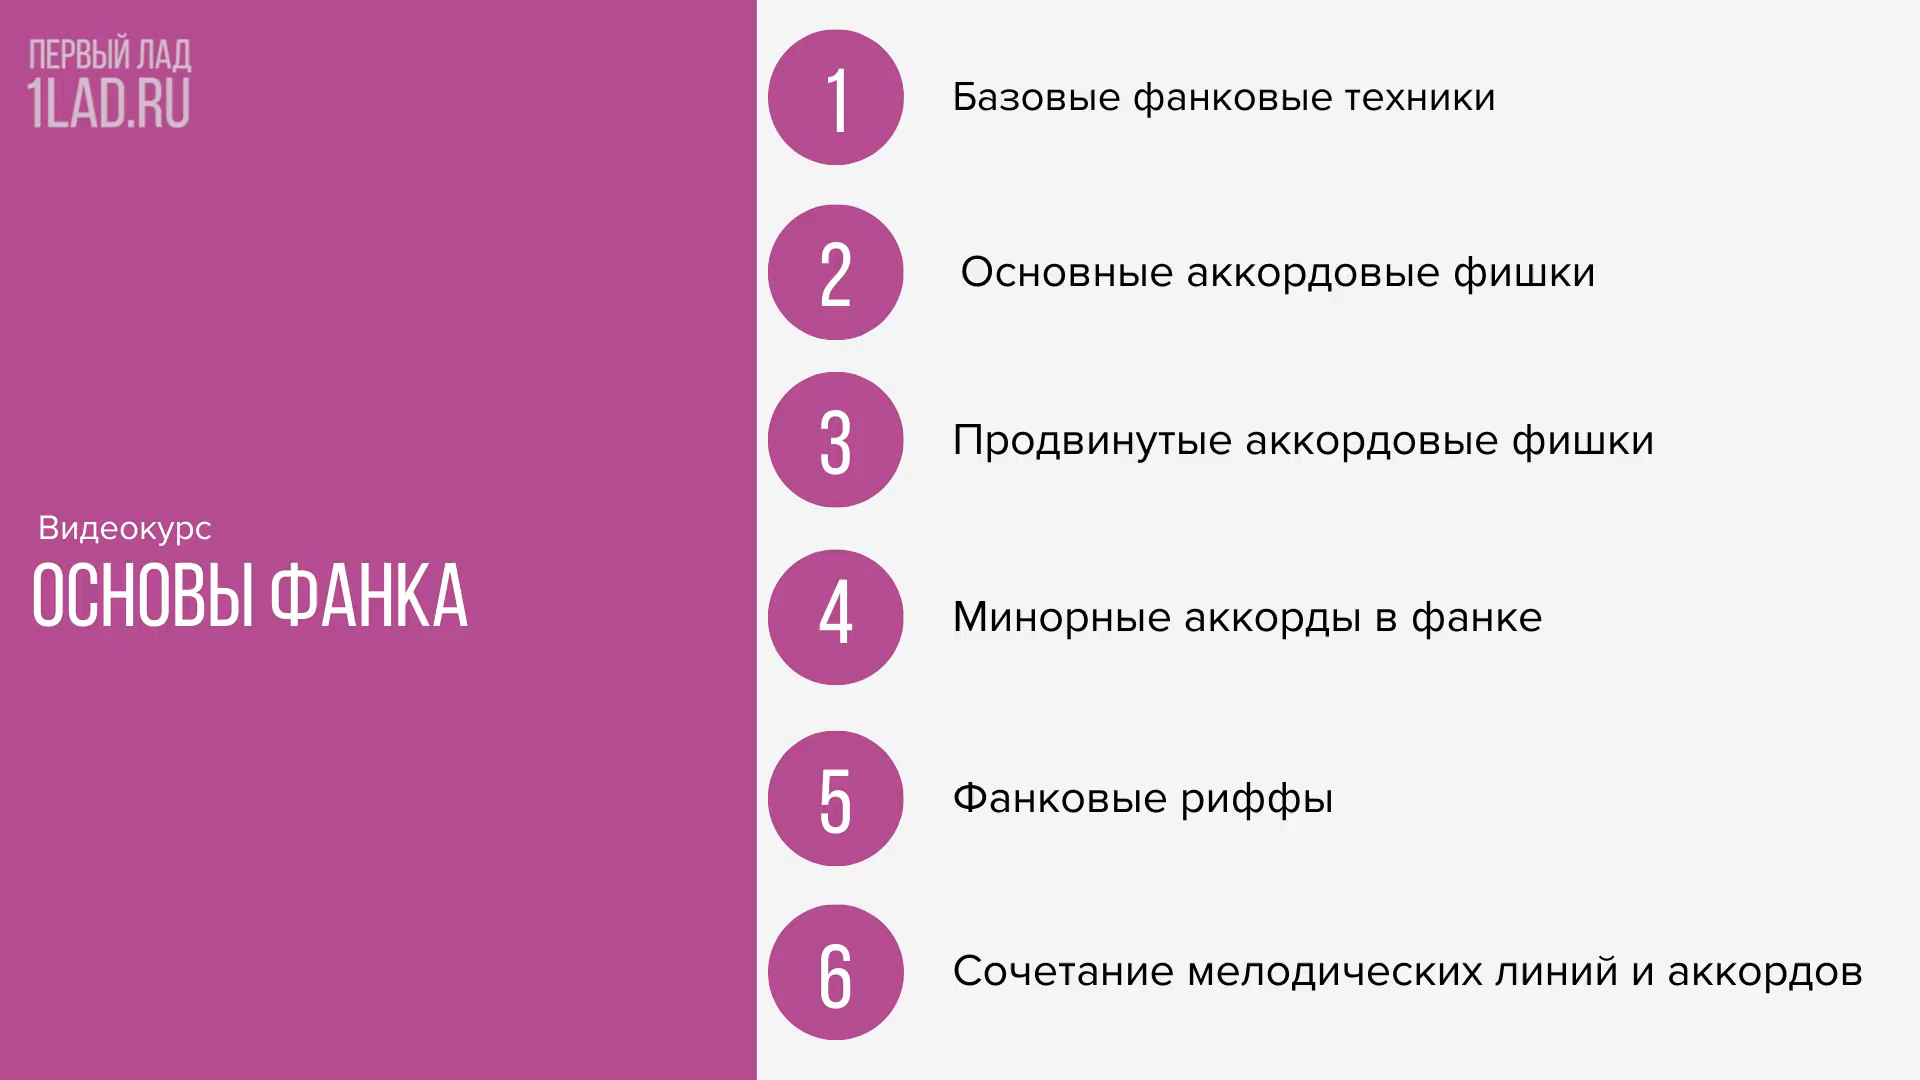 ПЕРВЫЙ ЛАД
1LAD.RU
Видеокурс
ОСНОВЫ ФАНКА
1 Базовые фанковые техники
2 Основные аккордовые фишки
3 Продвинутые аккордовые фишки
4 Минорные аккорды в фанке
5 Фанковые риффы
6 Сочетание мелодических линий и аккордов